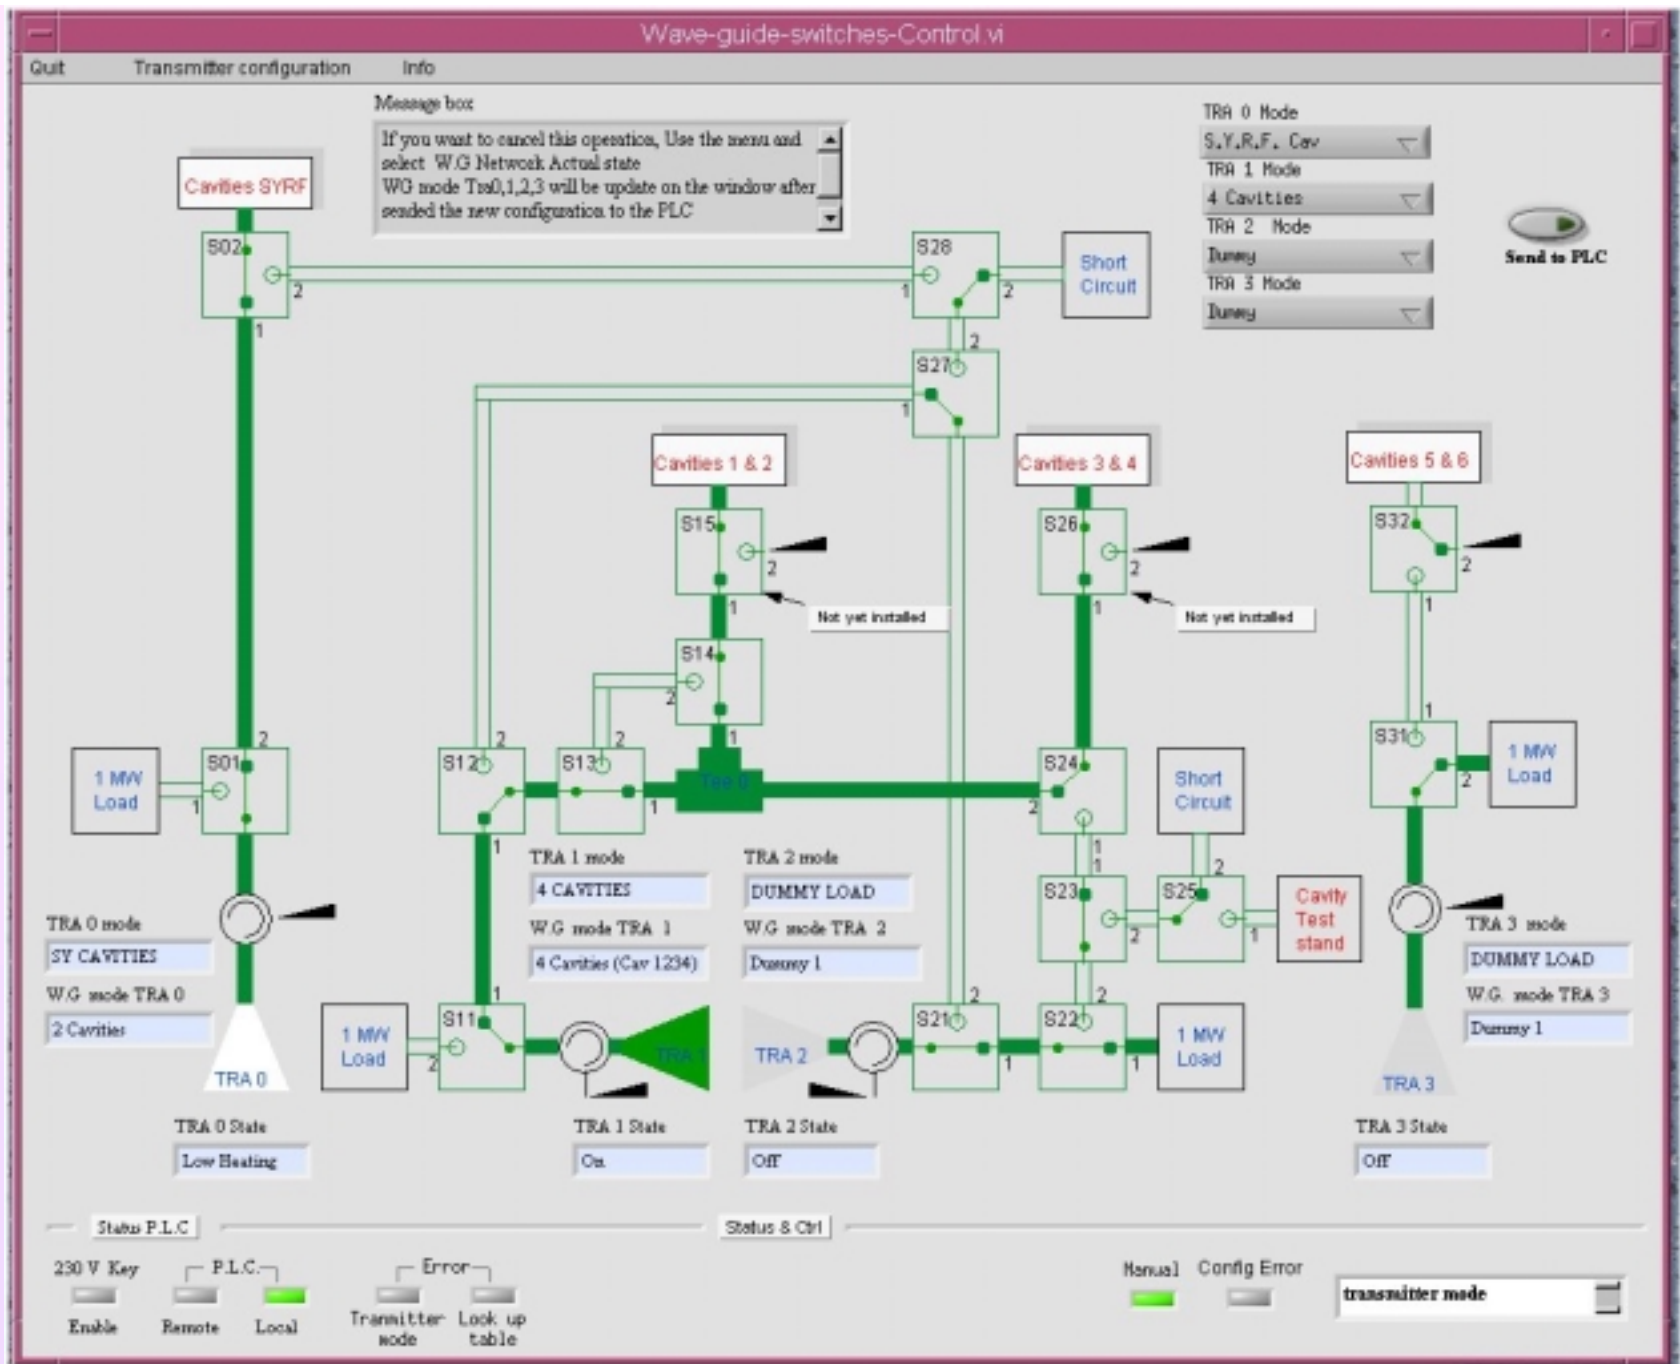 Wave-guide-switches-Control.vi
Quit Transmitter configuration Info
Message box
If you want to cancel this operation, Use the menu and
select W.G Network Actual state
WG mode Tra0,1,2,3 will be update on the window after
sended the new configuration to the PLC
TRA 0 Mode
S.Y.R.F. Cav
TRA 1 Mode
4 Cavities
TRA 2 Mode
Dummy
TRA 3 Mode
Dummy
Send to PLC
Cavities SYRF
S02
2
1
S28
1
2
Short
Circuit
2
S27
1
Cavities 1 & 2
Cavities 3 & 4
Cavities 5 & 6
S15
2
1
Not yet installed
S26
2
1
Not yet installed
S32
2
1
S14
2
1
1 MW
Load
2
S01
1
2
S12
1
2
S13
1
Tee 0
S24
2
1
Short
Circuit
1
S31
2
1 MW
Load
TRA 1 mode
4 CAVITIES
W.G mode TRA 1
4 Cavities (Cav 1234)
TRA 2 mode
DUMMY LOAD
W.G mode TRA 2
Dummy 1
1
S23
2
2
S25
1
Cavity
Test
stand
TRA 0 mode
SY CAVITIES
W.G mode TRA 0
2 Cavities
TRA 3 mode
DUMMY LOAD
W.G. mode TRA 3
Dummy 1
TRA 0
1 MW
Load
1
S11
2
TRA 1
TRA 2
2
S21
1
2
S22
1
1 MW
Load
TRA 3
TRA 0 State
Low Heating
TRA 1 State
On
TRA 2 State
Off
TRA 3 State
Off
Status P.L.C
Status & Ctrl
230 V Key
Enable
P.L.C.
Remote Local
Error
Tranmitter
mode
Look up
table
Manual
Config Error
transmitter mode